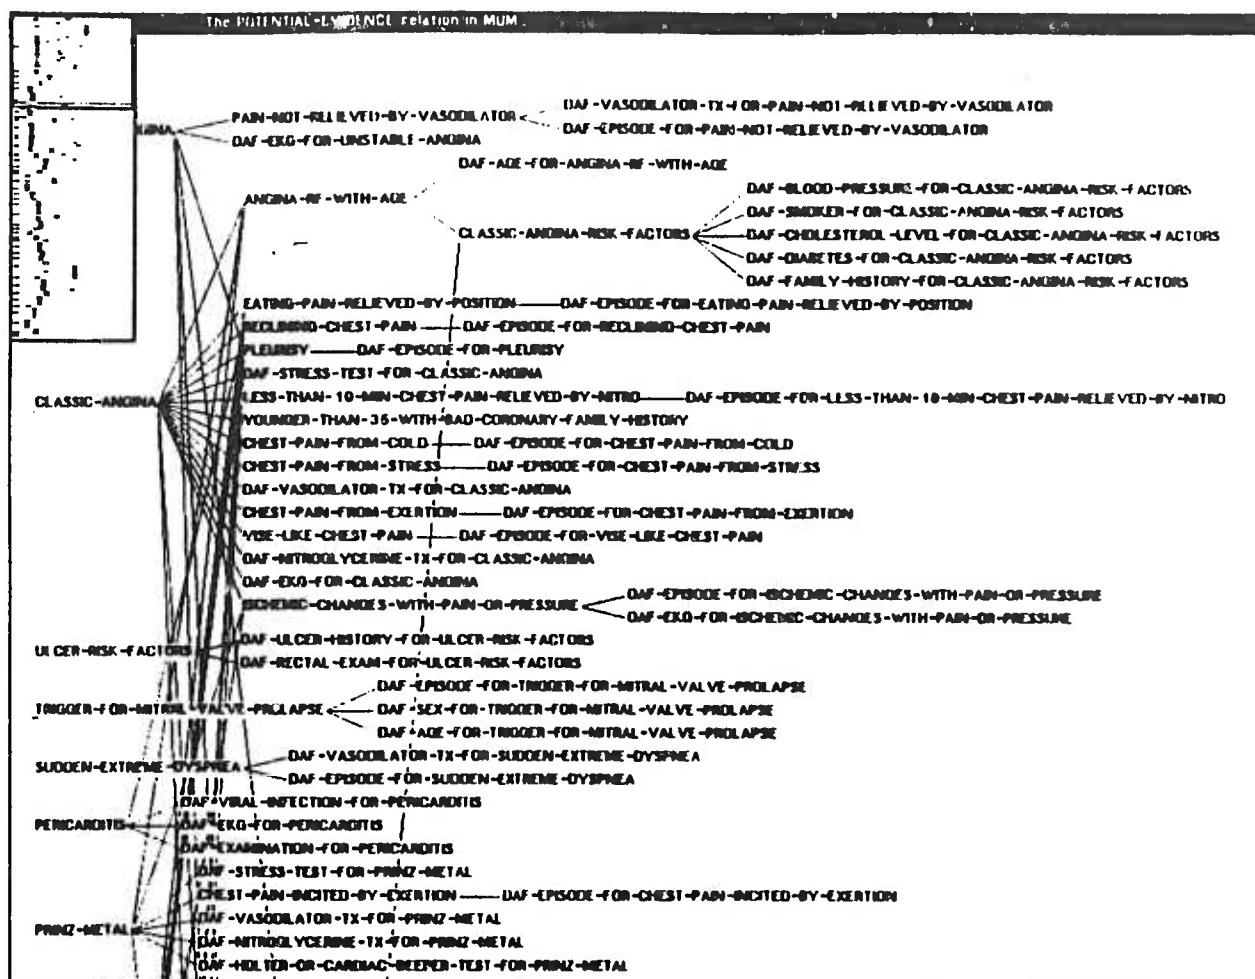 The POTENTIAL-EVIDENCE relation in MUM
DAF-VASODILATOR-TX-FOR-PAIN-NOT-RELIEVED-BY-VASODILATOR
PAIN-NOT-RELIEVED-BY-VASODILATOR
DAF-EPISODE-FOR-PAIN-NOT-RELIEVED-BY-VASODILATOR
DAF-EKG-FOR-UNSTABLE-ANGINA
DAF-AGE-FOR-ANGINA-RF-WITH-AGE
ANGINA-RF-WITH-AGE
DAF-BLOOD-PRESSURE-FOR-CLASSIC-ANGINA-RISK-FACTORS
DAF-SMOKER-FOR-CLASSIC-ANGINA-RISK-FACTORS
CLASSIC-ANGINA-RISK-FACTORS
DAF-CHOLESTEROL-LEVEL-FOR-CLASSIC-ANGINA-RISK-FACTORS
DAF-DIABETES-FOR-CLASSIC-ANGINA-RISK-FACTORS
DAF-FAMILY-HISTORY-FOR-CLASSIC-ANGINA-RISK-FACTORS
EATING-PAIN-RELIEVED-BY-POSITION DAF-EPISODE-FOR-EATING-PAIN-RELIEVED-BY-POSITION
RECLINING-CHEST-PAIN DAF-EPISODE-FOR-RECLINING-CHEST-PAIN
PLEURISY DAF-EPISODE-FOR-PLEURISY
DAF-STRESS-TEST-FOR-CLASSIC-ANGINA
CLASSIC-ANGINA
LESS-THAN-10-MIN-CHEST-PAIN-RELIEVED-BY-NITRO DAF-EPISODE-FOR-LESS-THAN-10-MIN-CHEST-PAIN-RELIEVED-BY-NITRO
YOUNGER-THAN-35-WITH-BAD-CORONARY-FAMILY-HISTORY
CHEST-PAIN-FROM-COLD DAF-EPISODE-FOR-CHEST-PAIN-FROM-COLD
CHEST-PAIN-FROM-STRESS DAF-EPISODE-FOR-CHEST-PAIN-FROM-STRESS
DAF-VASODILATOR-TX-FOR-CLASSIC-ANGINA
CHEST-PAIN-FROM-EXERTION DAF-EPISODE-FOR-CHEST-PAIN-FROM-EXERTION
VISE-LIKE-CHEST-PAIN DAF-EPISODE-FOR-VISE-LIKE-CHEST-PAIN
DAF-NITROGLYCERINE-TX-FOR-CLASSIC-ANGINA
DAF-EKG-FOR-CLASSIC-ANGINA
ISCHEMIC-CHANGES-WITH-PAIN-OR-PRESSURE
DAF-EPISODE-FOR-ISCHEMIC-CHANGES-WITH-PAIN-OR-PRESSURE
DAF-EKG-FOR-ISCHEMIC-CHANGES-WITH-PAIN-OR-PRESSURE
ULCER-RISK-FACTORS
DAF-ULCER-HISTORY-FOR-ULCER-RISK-FACTORS
DAF-RECTAL-EXAM-FOR-ULCER-RISK-FACTORS
DAF-EPISODE-FOR-TRIGGER-FOR-MITRAL-VALVE-PROLAPSE
TRIGGER-FOR-MITRAL-VALVE-PROLAPSE
DAF-SEX-FOR-TRIGGER-FOR-MITRAL-VALVE-PROLAPSE
DAF-AGE-FOR-TRIGGER-FOR-MITRAL-VALVE-PROLAPSE
SUDDEN-EXTREME-DYSPNEA
DAF-VASODILATOR-TX-FOR-SUDDEN-EXTREME-DYSPNEA
DAF-EPISODE-FOR-SUDDEN-EXTREME-DYSPNEA
DAF-VIRAL-INFECTION-FOR-PERICARDITIS
PERICARDITIS
DAF-EKG-FOR-PERICARDITIS
DAF-EXAMINATION-FOR-PERICARDITIS
DAF-STRESS-TEST-FOR-PRINZ-METAL
CHEST-PAIN-INCITED-BY-EXERTION DAF-EPISODE-FOR-CHEST-PAIN-INCITED-BY-EXERTION
PRINZ-METAL
DAF-VASODILATOR-TX-FOR-PRINZ-METAL
DAF-NITROGLYCERINE-TX-FOR-PRINZ-METAL
DAF-HOLTER-OR-CARDIAC-BEEPER-TEST-FOR-PRINZ-METAL